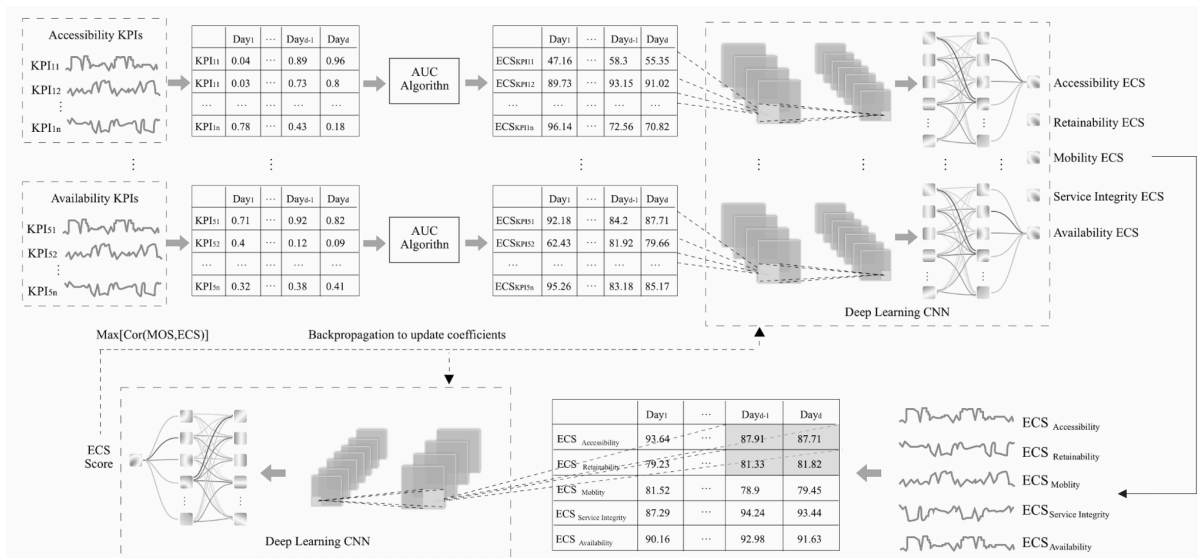 Accessibility KPIs
KPI11
KPI12
⋮
KPI1n
Day1 ⋯ Dayd-1 Dayd
KPI11 0.04 ⋯ 0.89 0.96
KPI11 0.03 ⋯ 0.73 0.8
⋯ ⋯ ⋯ ⋯
KPI1n 0.78 ⋯ 0.43 0.18
AUC
Algorithn
Day1 ⋯ Dayd-1 Dayd
ECSKPI11 47.16 ⋯ 58.3 55.35
ECSKPI12 89.73 ⋯ 93.15 91.02
⋯ ⋯ ⋯ ⋯
ECSKPI1n 96.14 ⋯ 72.56 70.82
Accessibility ECS
Retainability ECS
Mobility ECS
Service Integrity ECS
Availability ECS
Availability KPIs
KPI51
KPI52
⋮
KPI5n
Day1 ⋯ Dayd-1 Dayd
KPI51 0.71 ⋯ 0.92 0.82
KPI52 0.4 ⋯ 0.12 0.09
⋯ ⋯ ⋯ ⋯
KPI5n 0.32 ⋯ 0.38 0.41
AUC
Algorithn
Day1 ⋯ Dayd-1 Dayd
ECSKPI51 92.18 ⋯ 84.2 87.71
ECSKPI52 62.43 ⋯ 81.92 79.66
⋯ ⋯ ⋯ ⋯
ECSKPI5n 95.26 ⋯ 83.18 85.17
Deep Learning CNN
Max[Cor(MOS,ECS)]
Backpropagation to update coefficients
ECS
Score
Deep Learning CNN
Day1 ⋯ Dayd-1 Dayd
ECS Accessibility 93.64 ⋯ 87.91 87.71
ECS Retainability 79.23 ⋯ 81.33 81.82
ECS Moblity 81.52 ⋯ 78.9 79.45
ECS Service Integrity 87.29 ⋯ 94.24 93.44
ECS Availability 90.16 ⋯ 92.98 91.63
ECS Accessibility
ECS Retainability
ECS Moblity
ECS Service Integrity
ECS Availability